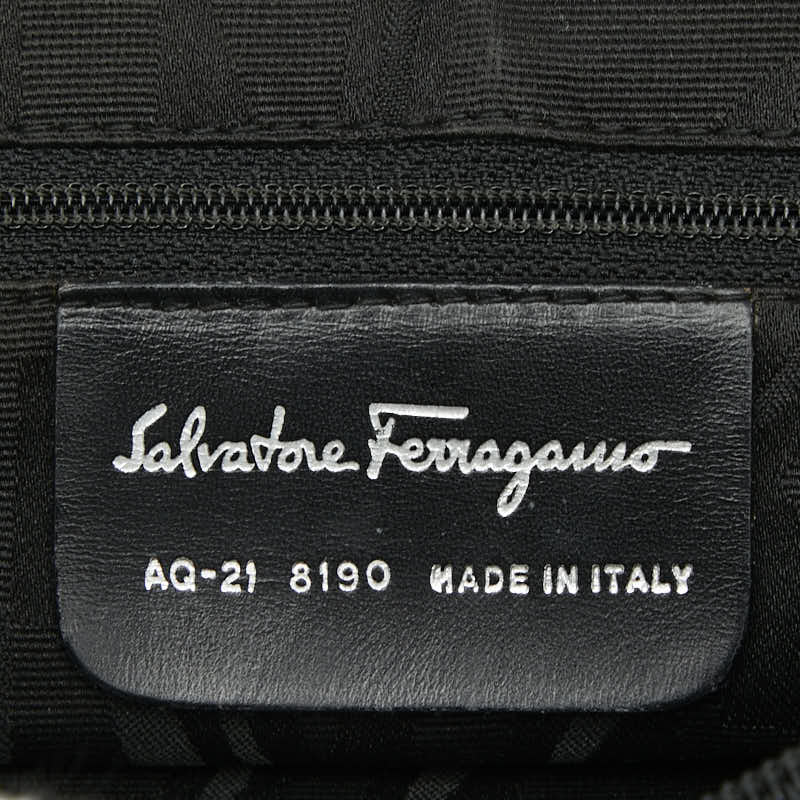 Salvatore Ferragamo
AQ-21 8190 MADE IN ITALY